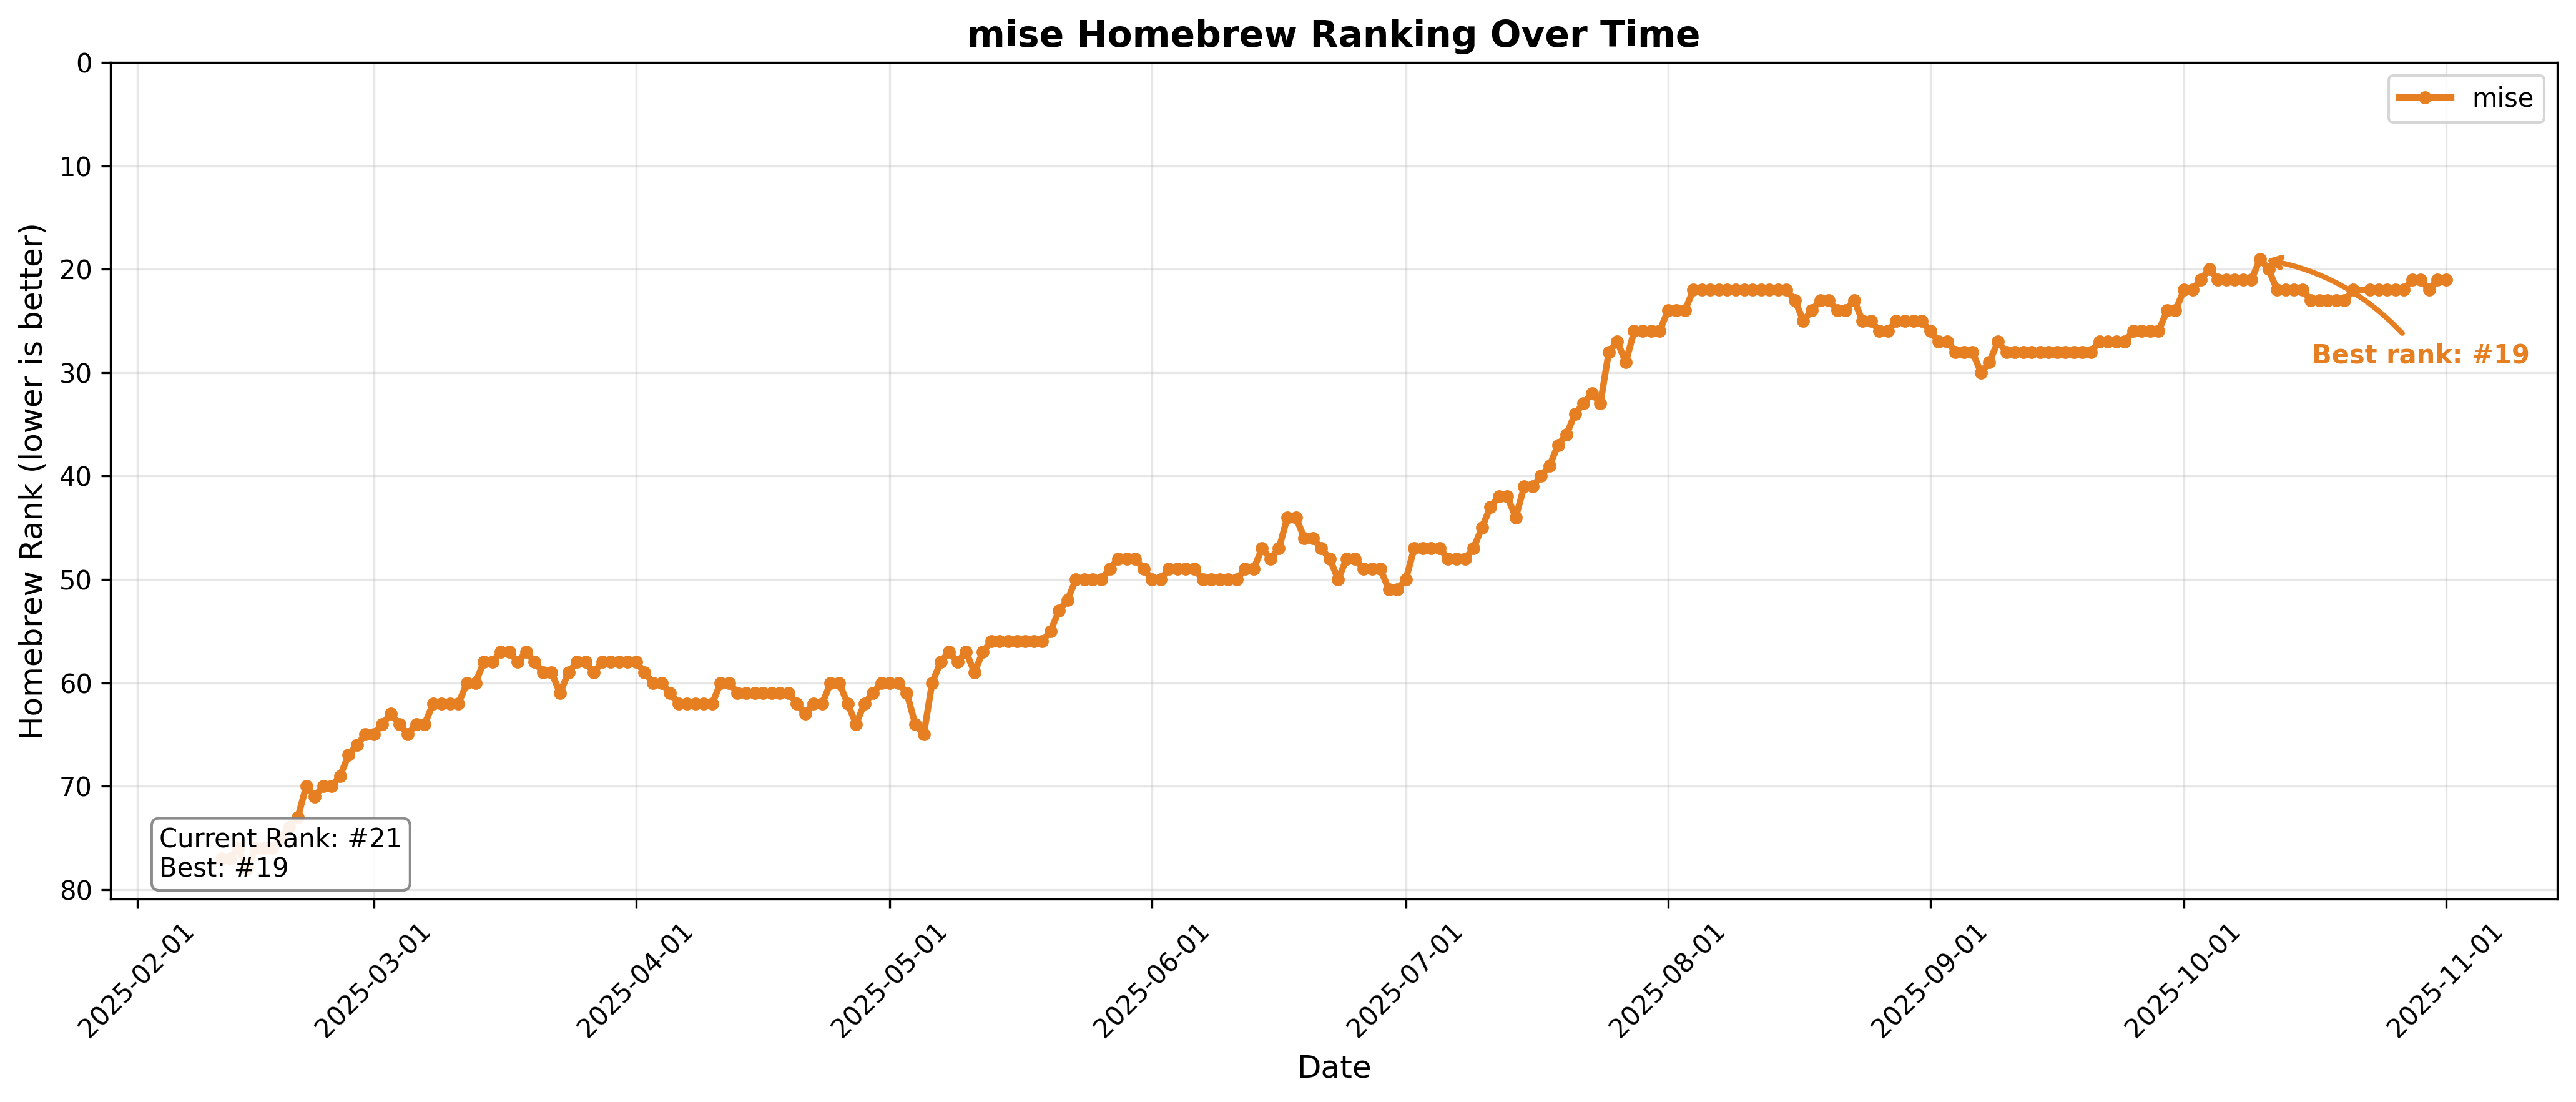 mise Homebrew Ranking Over Time
mise
Homebrew Rank (lower is better)
0
10
20
30
40
50
60
70
80
Best rank: #19
Current Rank: #21
Best: #19
2025-02-01
2025-03-01
2025-04-01
2025-05-01
2025-06-01
2025-07-01
2025-08-01
2025-09-01
2025-10-01
2025-11-01
Date